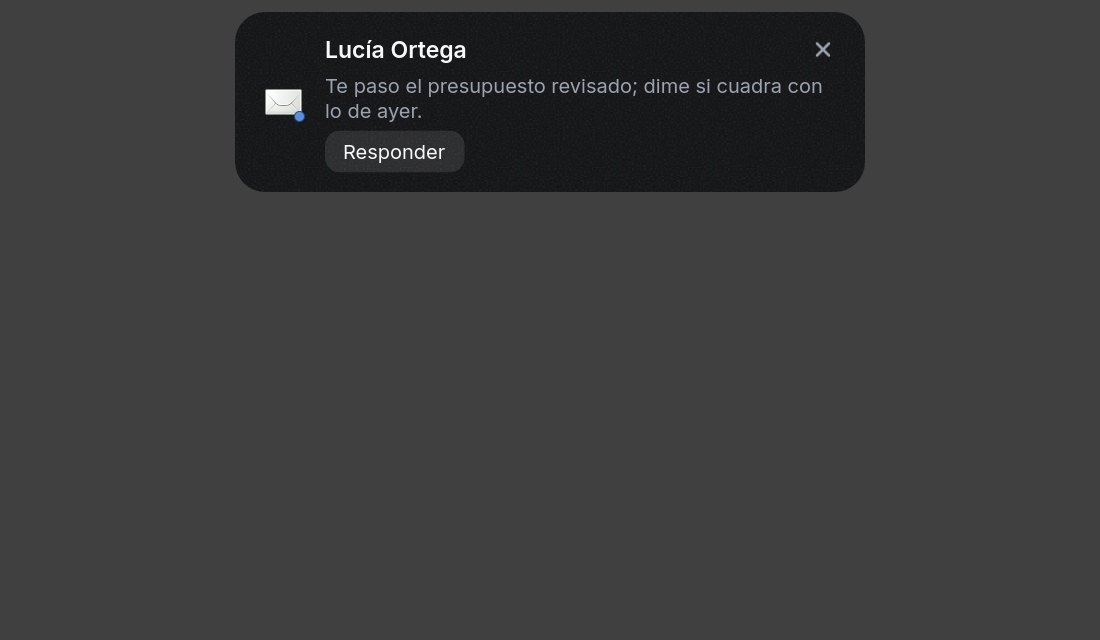 Lucía Ortega
Te paso el presupuesto revisado; dime si cuadra con
lo de ayer.
Responder